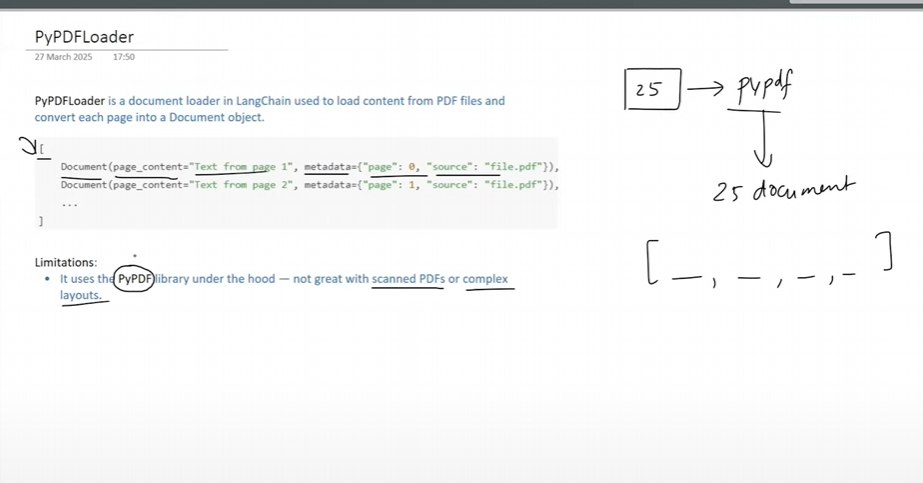 PyPDFLoader
27 March 2025 17:50
PyPDFLoader is a document loader in LangChain used to load content from PDF files and
convert each page into a Document object.
[
Document(page_content="Text from page 1", metadata={"page": 0, "source": "file.pdf"}),
Document(page_content="Text from page 2", metadata={"page": 1, "source": "file.pdf"}),
...
]
Limitations:
• It uses the PyPDF library under the hood — not great with scanned PDFs or complex
layouts.
25 → pypdf
25 document
[ _, _, _, _ ]